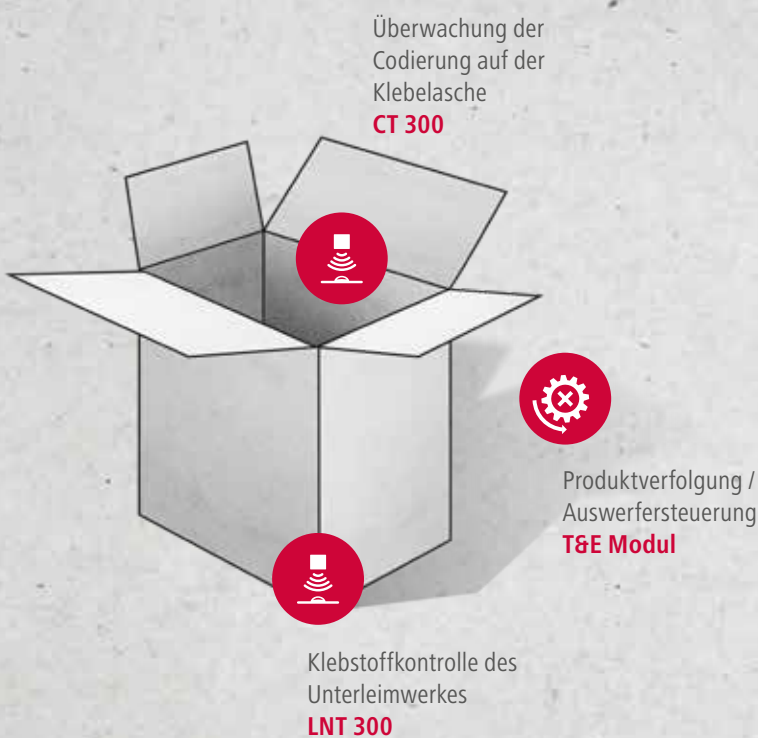 Überwachung der
Codierung auf der
Klebelasche
CT 300
Produktverfolgung /
Auswerfersteuerung
T&E Modul
Klebstoffkontrolle des
Unterleimwerkes
LNT 300